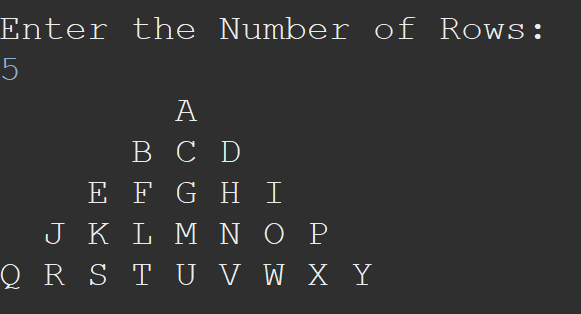 Enter the Number of Rows:
5
A
B C D
E F G H I
J K L M N O P
Q R S T U V W X Y